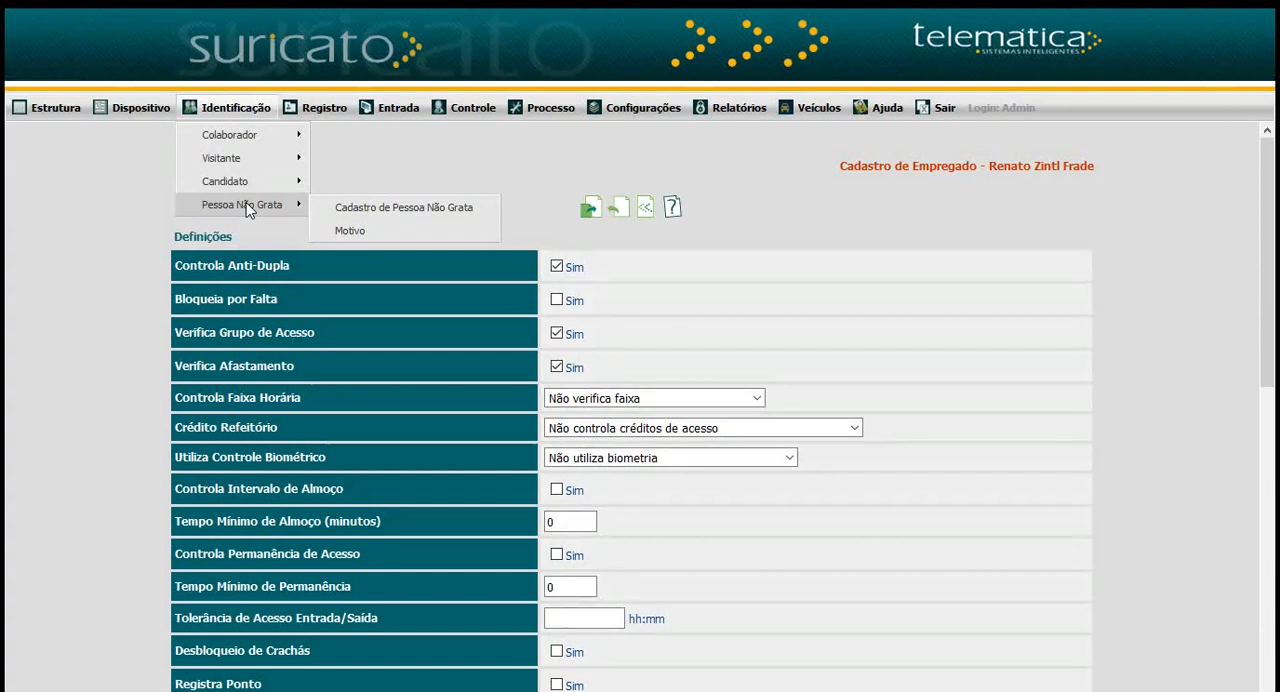 suricato
telemática
SISTEMAS INTELIGENTES
Estrutura Dispositivo Identificação Registro Entrada Controle Processo Configurações Relatórios Veículos Ajuda Sair Login: Admin
Colaborador
Visitante
Candidato
Pessoa Não Grata
Cadastro de Pessoa Não Grata
Motivo
Cadastro de Empregado - Renato Zintl Frade
Definições
Controla Anti-Dupla Sim
Bloqueia por Falta Sim
Verifica Grupo de Acesso Sim
Verifica Afastamento Sim
Controla Faixa Horária Não verifica faixa
Crédito Refeitório Não controla créditos de acesso
Utiliza Controle Biométrico Não utiliza biometria
Controla Intervalo de Almoço Sim
Tempo Mínimo de Almoço (minutos) 0
Controla Permanência de Acesso Sim
Tempo Mínimo de Permanência 0
Tolerância de Acesso Entrada/Saída hh:mm
Desbloqueio de Crachás Sim
Registra Ponto Sim